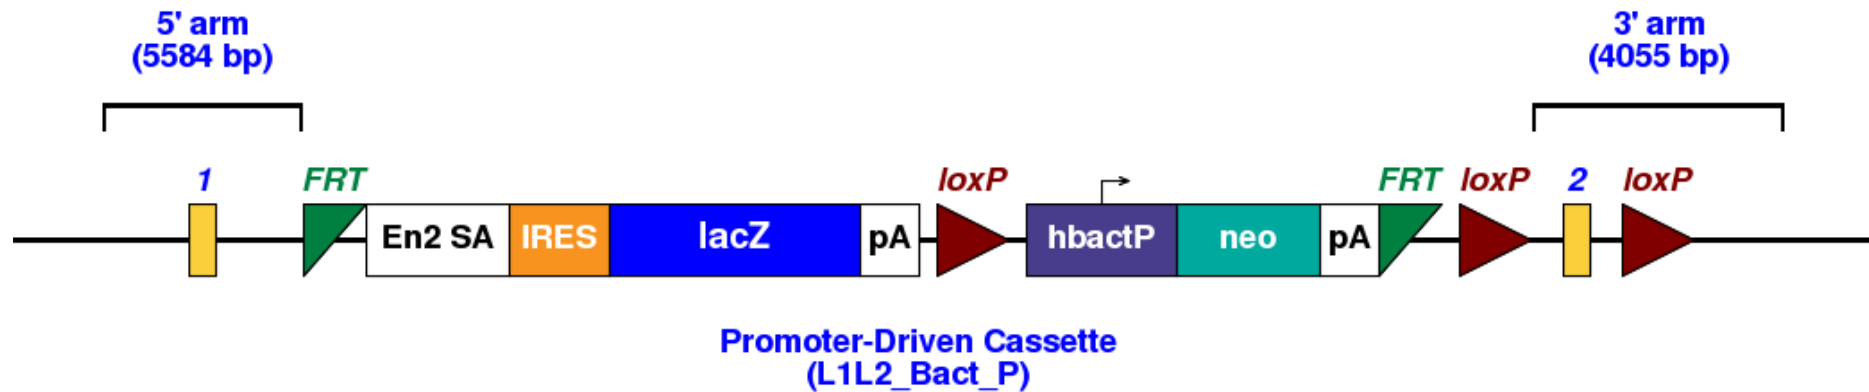 5' arm
(5584 bp)
3' arm
(4055 bp)
1
FRT
loxP
FRT
loxP
2
loxP
En2 SA
IRES
lacZ
pA
hbactP
neo
pA
Promoter-Driven Cassette
(L1L2_Bact_P)